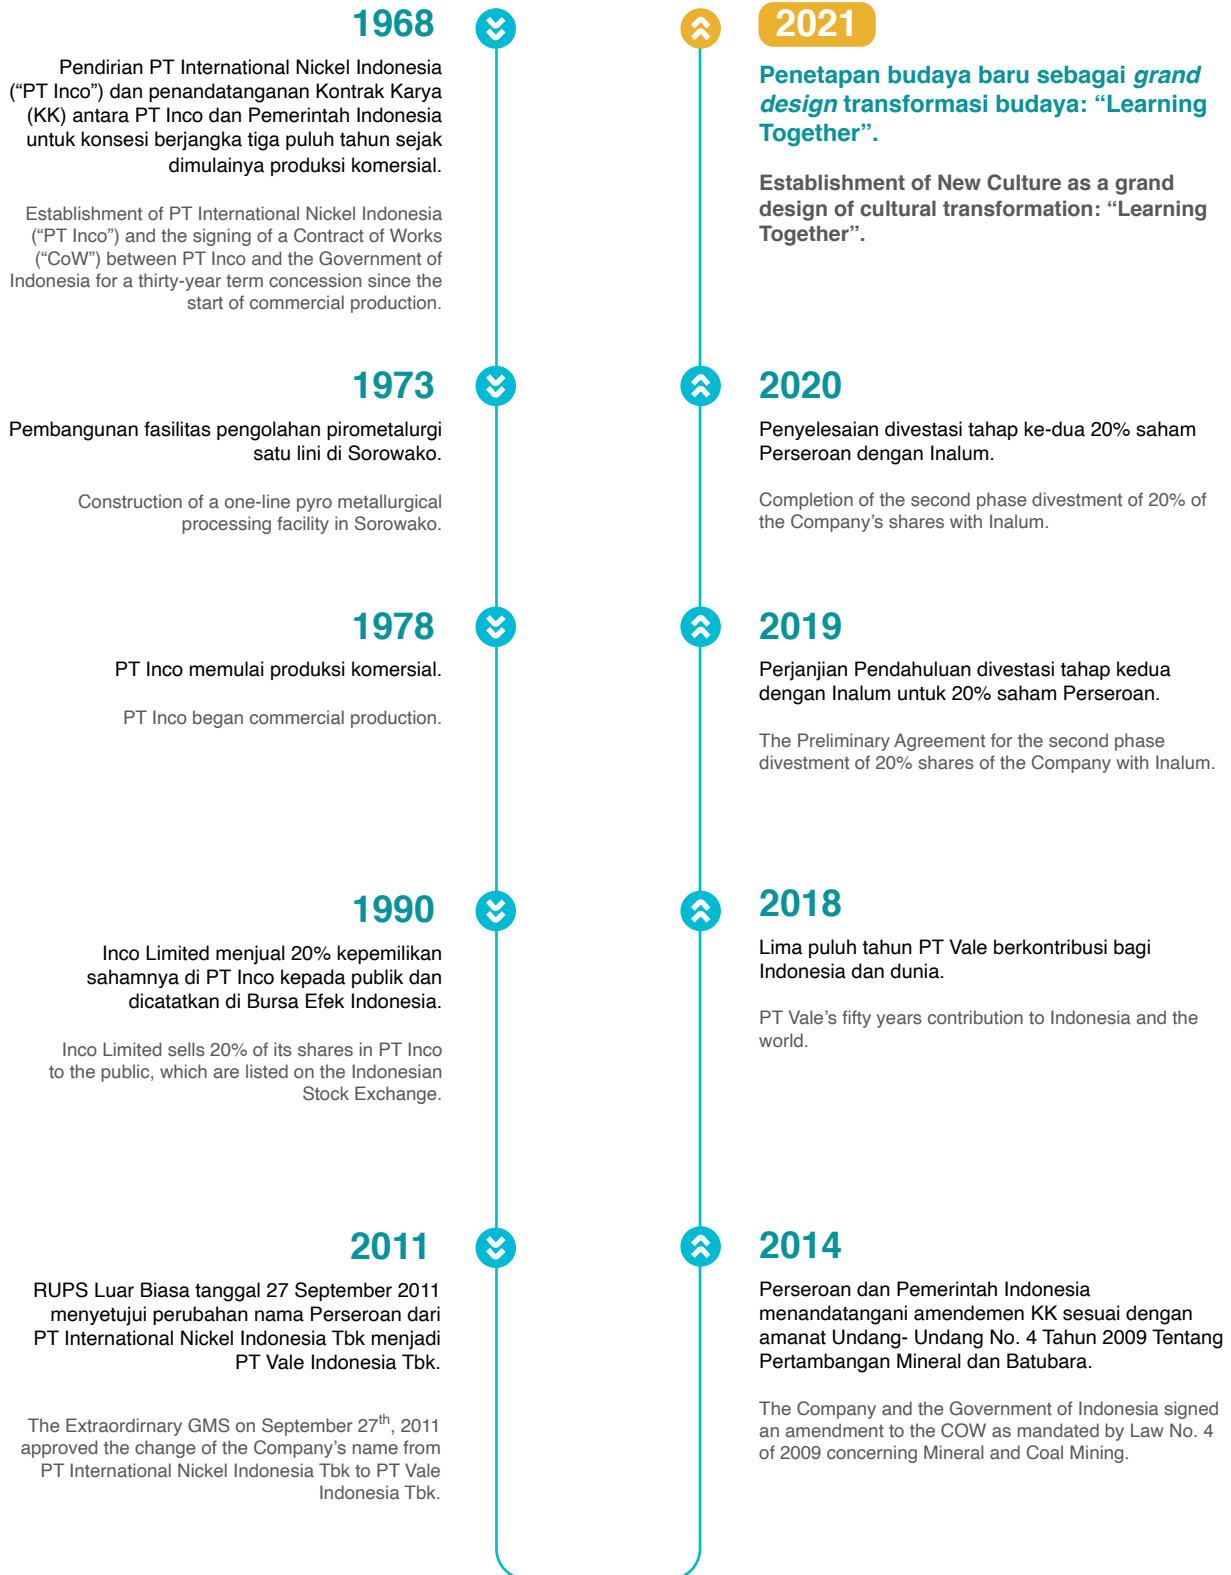 1968
Pendirian PT International Nickel Indonesia
(“PT Inco”) dan penandatanganan Kontrak Karya
(KK) antara PT Inco dan Pemerintah Indonesia
untuk konsesi berjangka tiga puluh tahun sejak
dimulainya produksi komersial.
Establishment of PT International Nickel Indonesia
(“PT Inco”) and the signing of a Contract of Works
(“CoW”) between PT Inco and the Government of
Indonesia for a thirty-year term concession since the
start of commercial production.
1973
Pembangunan fasilitas pengolahan pirometalurgi
satu lini di Sorowako.
Construction of a one-line pyro metallurgical
processing facility in Sorowako.
1978
PT Inco memulai produksi komersial.
PT Inco began commercial production.
1990
Inco Limited menjual 20% kepemilikan
sahamnya di PT Inco kepada publik dan
dicatatkan di Bursa Efek Indonesia.
Inco Limited sells 20% of its shares in PT Inco
to the public, which are listed on the Indonesian
Stock Exchange.
2011
RUPS Luar Biasa tanggal 27 September 2011
menyetujui perubahan nama Perseroan dari
PT International Nickel Indonesia Tbk menjadi
PT Vale Indonesia Tbk.
The Extraordirnary GMS on September 27th, 2011
approved the change of the Company’s name from
PT International Nickel Indonesia Tbk to PT Vale
Indonesia Tbk.
2021
Penetapan budaya baru sebagai grand
design transformasi budaya: “Learning
Together”.
Establishment of New Culture as a grand
design of cultural transformation: “Learning
Together”.
2020
Penyelesaian divestasi tahap ke-dua 20% saham
Perseroan dengan Inalum.
Completion of the second phase divestment of 20% of
the Company’s shares with Inalum.
2019
Perjanjian Pendahuluan divestasi tahap kedua
dengan Inalum untuk 20% saham Perseroan.
The Preliminary Agreement for the second phase
divestment of 20% shares of the Company with Inalum.
2018
Lima puluh tahun PT Vale berkontribusi bagi
Indonesia dan dunia.
PT Vale’s fifty years contribution to Indonesia and the
world.
2014
Perseroan dan Pemerintah Indonesia
menandatangani amendemen KK sesuai dengan
amanat Undang- Undang No. 4 Tahun 2009 Tentang
Pertambangan Mineral dan Batubara.
The Company and the Government of Indonesia signed
an amendment to the COW as mandated by Law No. 4
of 2009 concerning Mineral and Coal Mining.